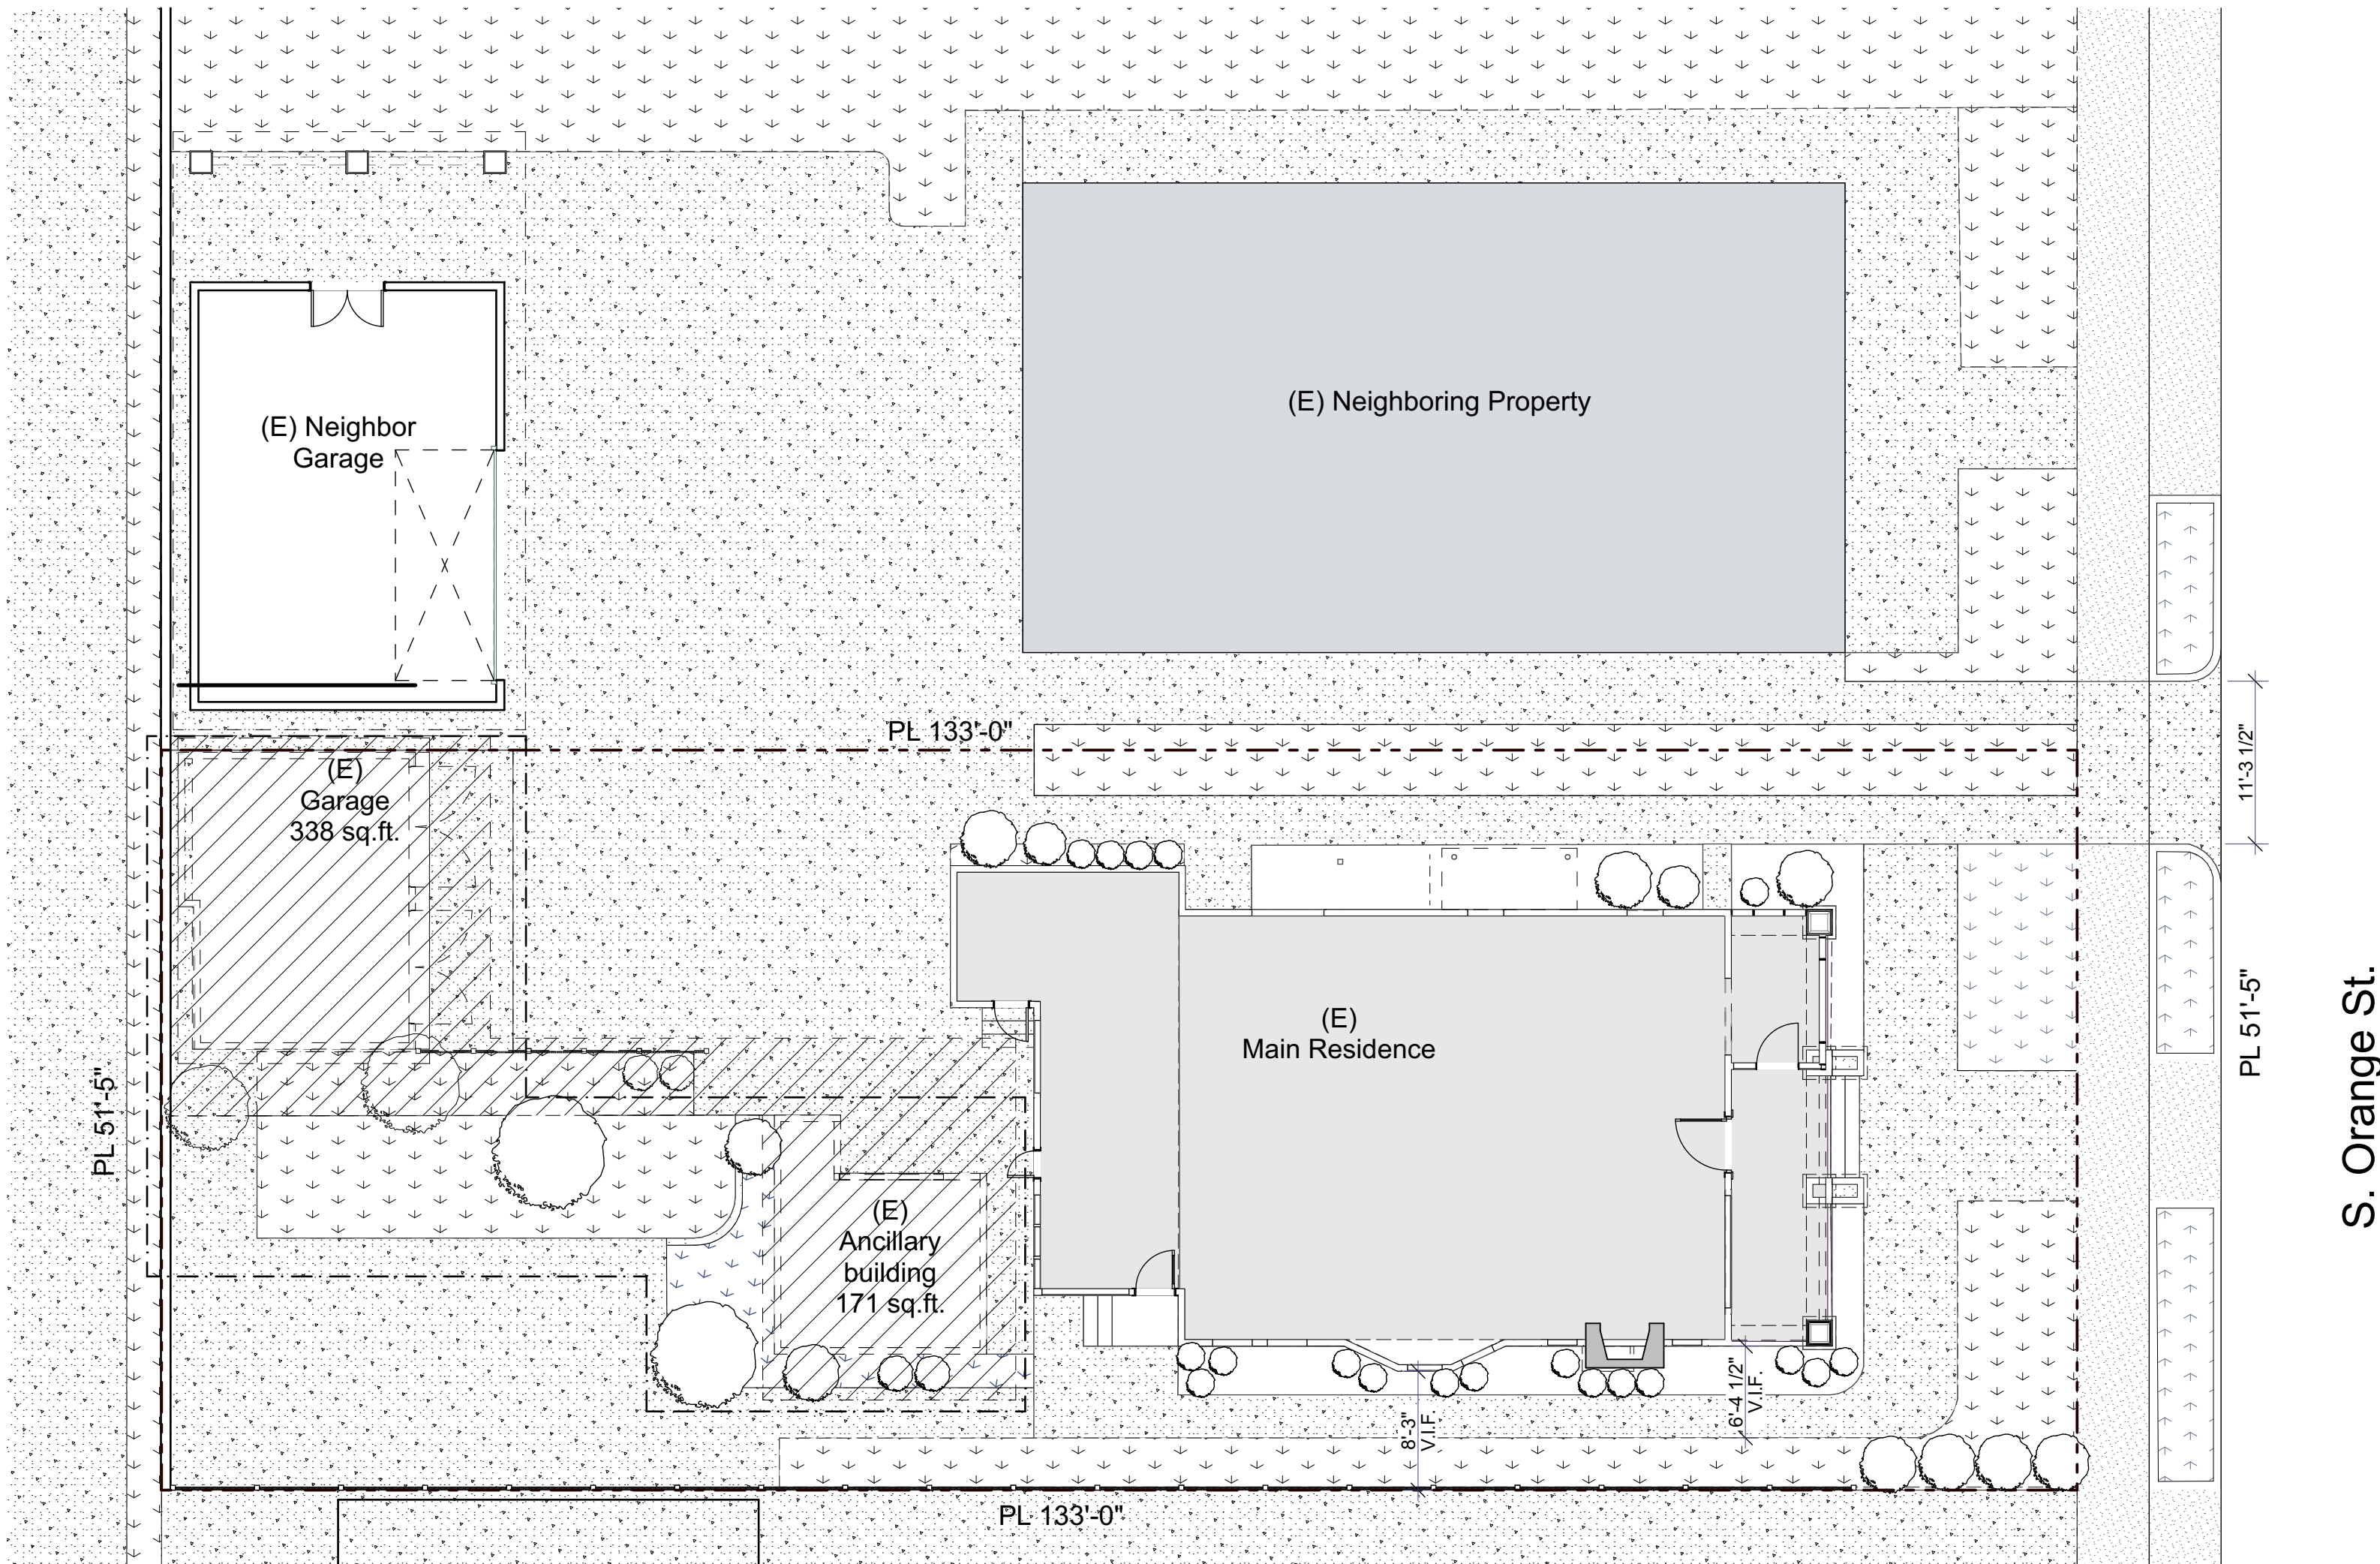 (E) Neighboring Property
(E) Neighbor
Garage
PL 133'-0"
11'-3 1/2"
(E)
Garage
338 sq.ft.
PL 51'-5"
(E)
Main Residence
PL 51'-5"
S. Orange St.
(E)
Ancillary
building
171 sq.ft.
8'-3"
V.I.F.
6'-4 1/2"
V.I.F.
PL 133'-0"